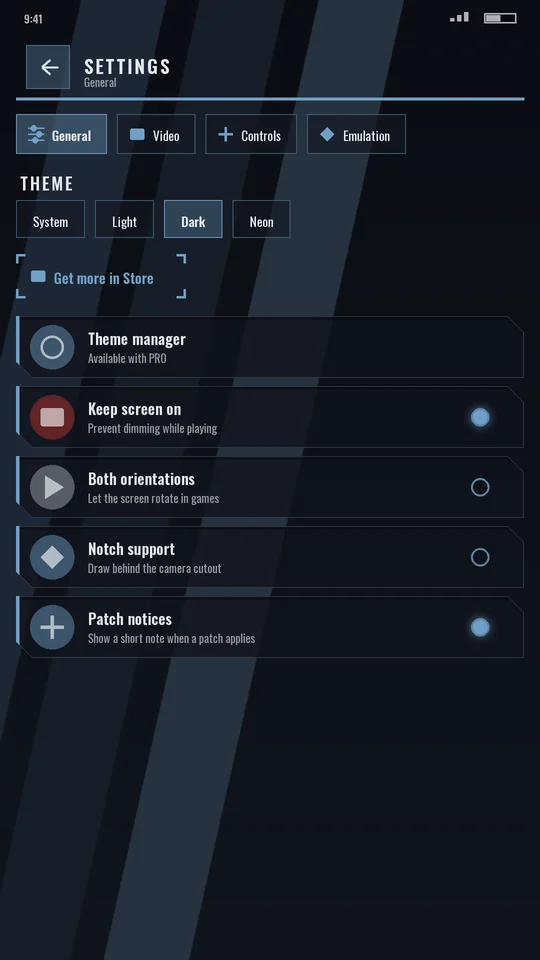 9:41
SETTINGS
General
General
Video
Controls
Emulation
THEME
System
Light
Dark
Neon
Get more in Store
Theme manager
Available with PRO
Keep screen on
Prevent dimming while playing
Both orientations
Let the screen rotate in games
Notch support
Draw behind the camera cutout
Patch notices
Show a short note when a patch applies